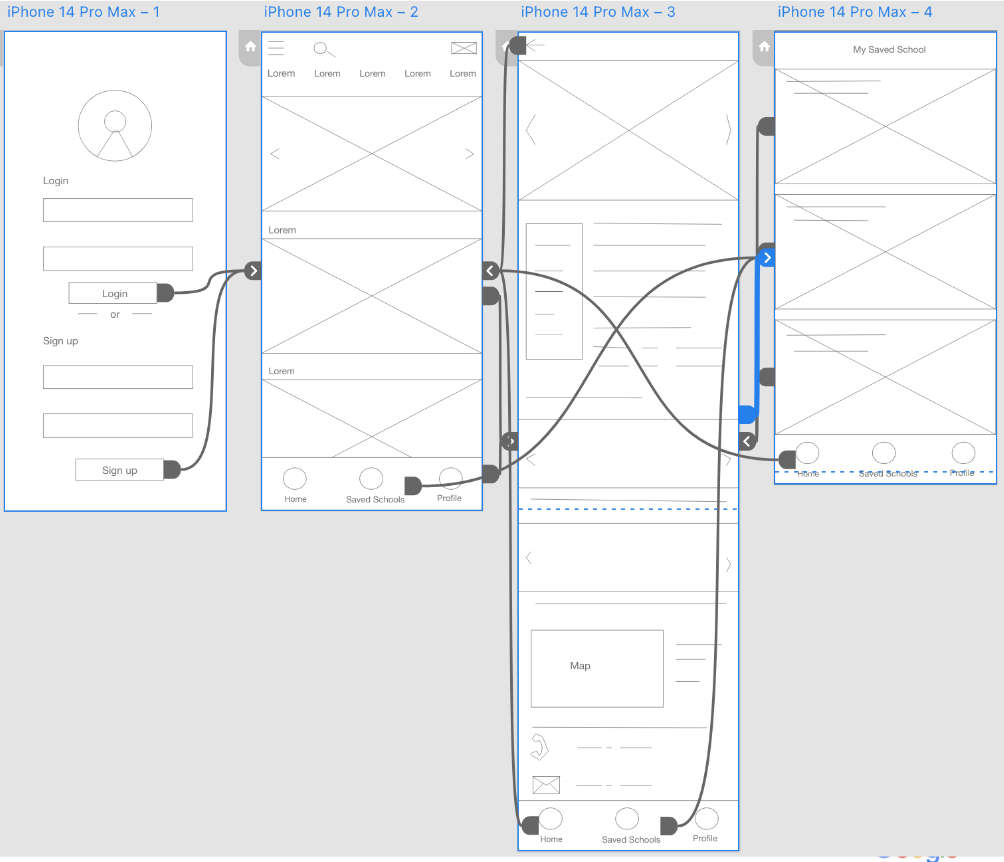 iPhone 14 Pro Max – 1
iPhone 14 Pro Max – 2
iPhone 14 Pro Max – 3
iPhone 14 Pro Max – 4
Login
Login
or
Sign up
Sign up
Lorem Lorem Lorem Lorem Lorem
Lorem
Lorem
Home Saved Schools Profile
Map
Home Saved Schools Profile
My Saved School
Home Saved Schools Profile